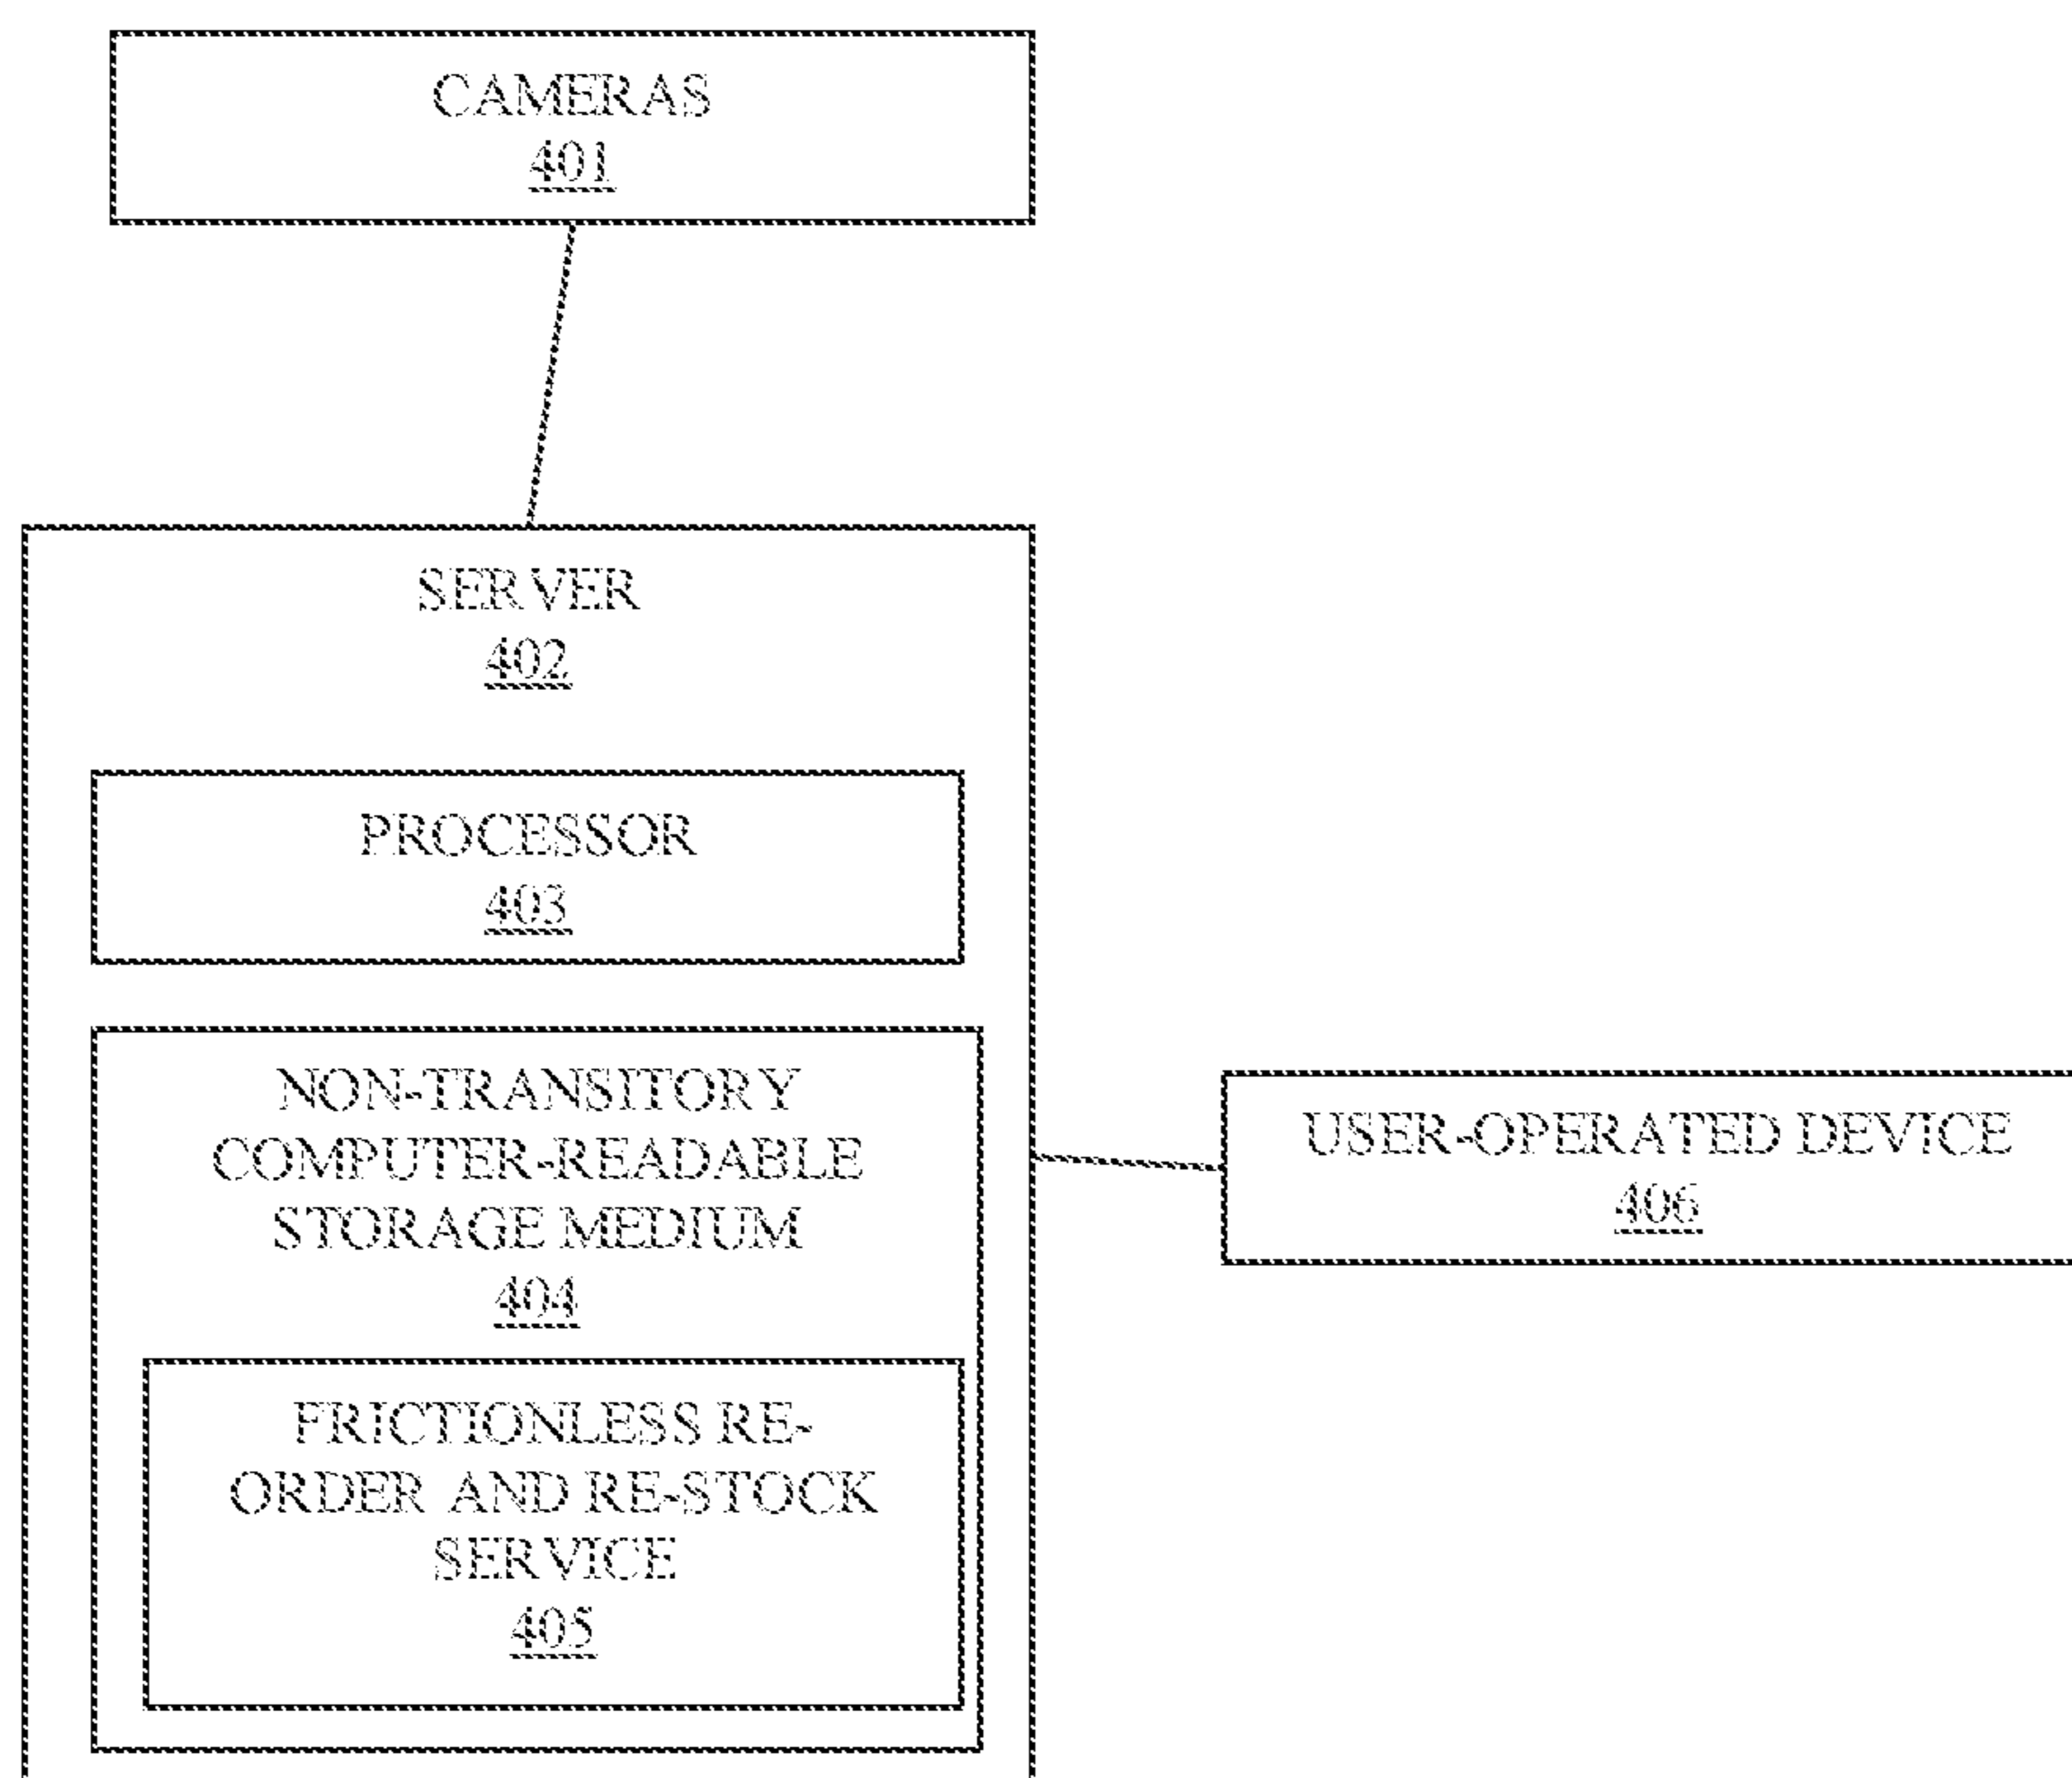 CAMERAS
401
SERVER
402
PROCESSOR
403
NON-TRANSITORY
COMPUTER-READABLE
STORAGE MEDIUM
404
FRICTIONLESS RE-
ORDER AND RE-STOCK
SERVICE
405
USER-OPERATED DEVICE
406